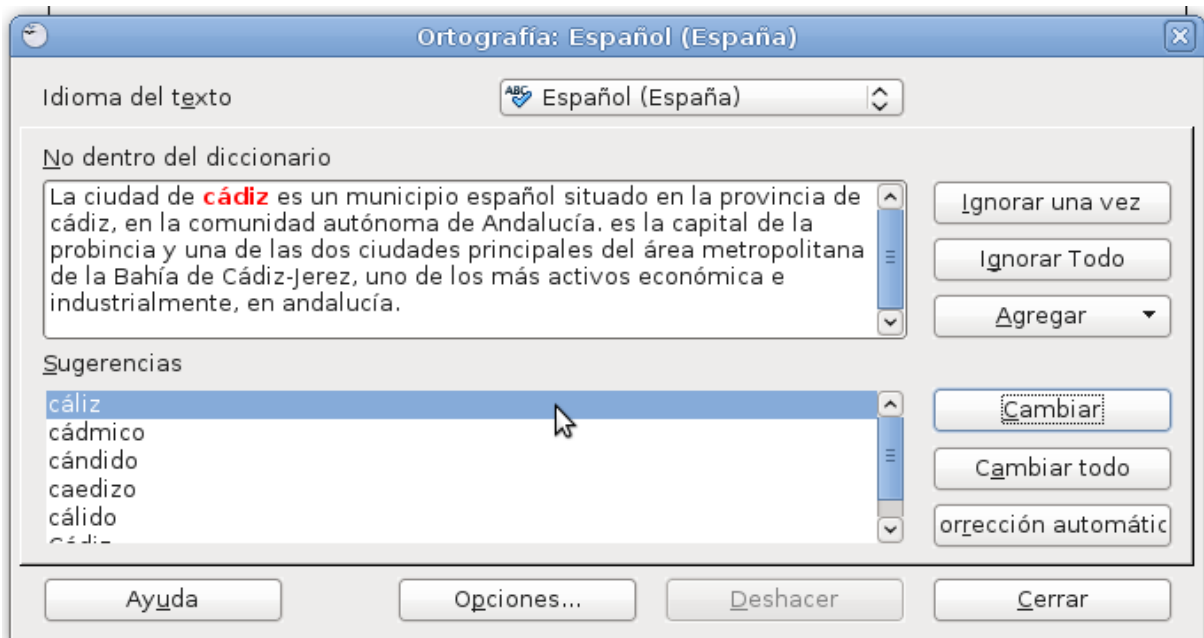 Ortografía: Español (España)
Idioma del texto
ABC Español (España)
No dentro del diccionario
La ciudad de cádiz es un municipio español situado en la provincia de
cádiz, en la comunidad autónoma de Andalucía. es la capital de la
probincia y una de las dos ciudades principales del área metropolitana
de la Bahía de Cádiz-Jerez, uno de los más activos económica e
industrialmente, en andalucía.
Ignorar una vez
Ignorar Todo
Agregar
Sugerencias
cáliz
cádmico
cándido
caedizo
cálido
Cádiz
Cambiar
Cambiar todo
orrección automátic
Ayuda
Opciones...
Deshacer
Cerrar